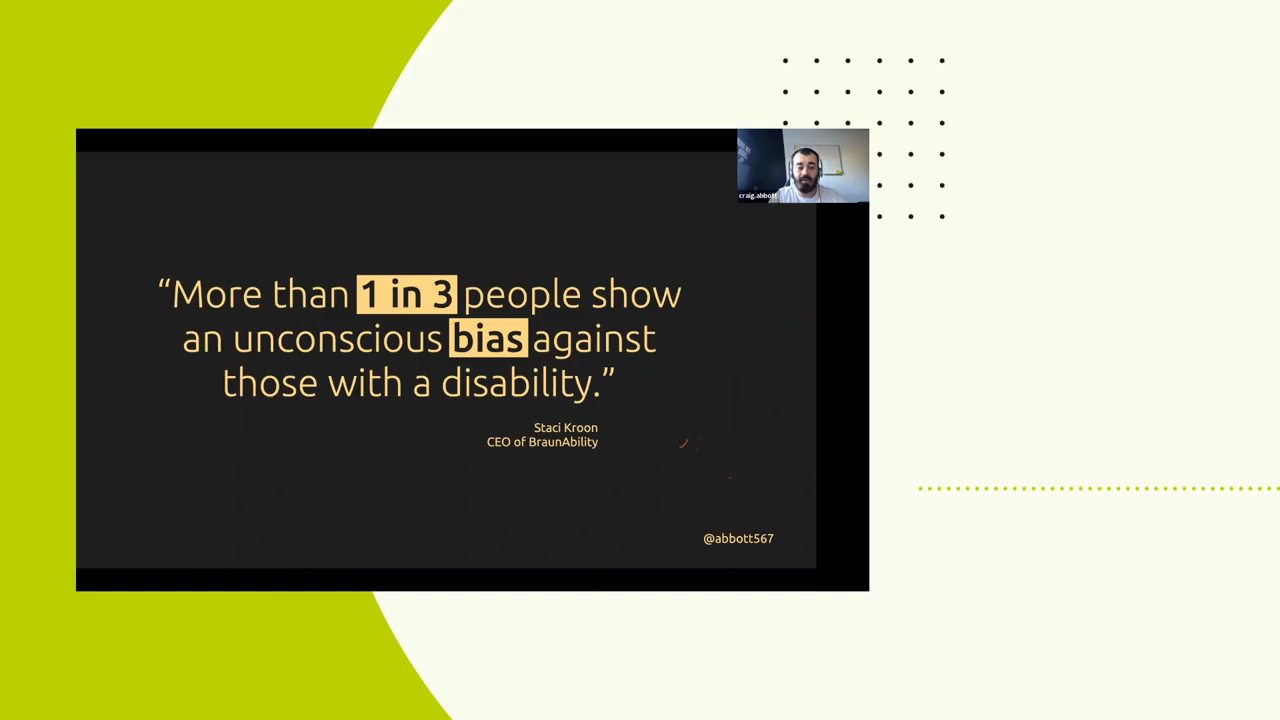 craig.abbott
“More than 1 in 3 people show
an unconscious bias against
those with a disability.”
Staci Kroon
CEO of BraunAbility
@abbott567